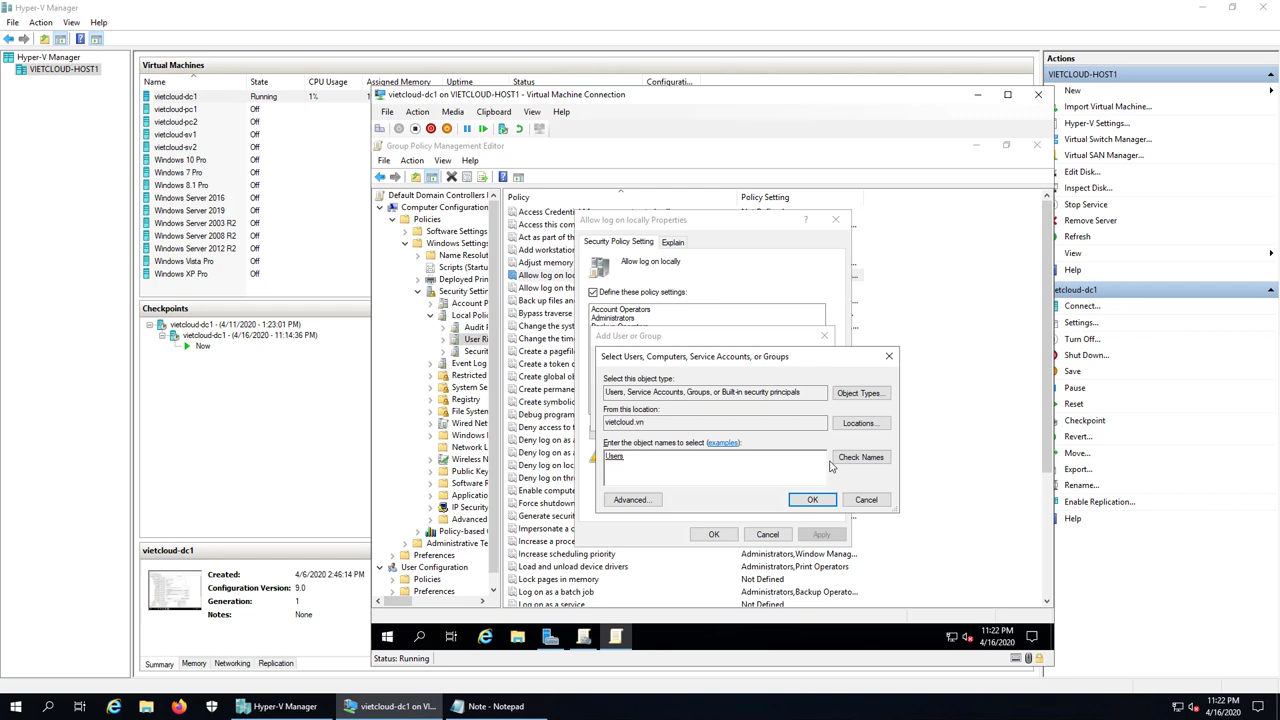 Hyper-V Manager
File Action View Help
Hyper-V Manager
VIETCLOUD-HOST1
Virtual Machines
Name State CPU Usage Assigned Memory Uptime Status Configurati...
vietcloud-dc1 Running 1%
vietcloud-pc1 Off
vietcloud-pc2 Off
vietcloud-sv1 Off
vietcloud-sv2 Off
Windows 10 Pro Off
Windows 7 Pro Off
Windows 8.1 Pro Off
Windows Server 2016 Off
Windows Server 2019 Off
Windows Server 2003 R2 Off
Windows Server 2008 R2 Off
Windows Server 2012 R2 Off
Windows Vista Pro Off
Windows XP Pro Off
Checkpoints
vietcloud-dc1 - (4/11/2020 - 1:23:01 PM)
vietcloud-dc1 - (4/16/2020 - 11:14:36 PM)
Now
vietcloud-dc1
Created: 4/6/2020 2:46:14 PM
Configuration Version: 9.0
Generation: 1
Notes: None
Summary Memory Networking Replication
vietcloud-dc1 on VIETCLOUD-HOST1 - Virtual Machine Connection
File Action Media Clipboard View Help
Group Policy Management Editor
File Action View Help
Default Domain Controllers
Computer Configuration
Policies
Software Settings
Windows Settings
Name Resolu
Scripts (Startu
Deployed Prin
Security Settin
Account P
Local Polic
Audit
User Ri
Securit
Event Log
Restricted
System Se
Registry
File System
Wired Netw
Windows
Network Li
Wireless N
Public Key
Software R
Applicatio
IP Security
Advanced
Policy-based
Administrative Te
Preferences
User Configuration
Policies
Preferences
Policy Policy Setting
Access Credenti
Access this com
Act as part of th
Add workstation
Adjust memory
Allow log on loc
Allow log on thr
Back up files an
Bypass traverse
Change the syst
Change the time
Create a pagefil
Create a token
Create global ob
Create permane
Create symbolic
Debug program
Deny access to
Deny log on as
Deny log on as
Deny log on loc
Deny log on thr
Enable compute
Force shutdown
Generate securit
Impersonate a c
Increase a proce
Increase scheduling priority Administrators,Window Manag...
Load and unload device drivers Administrators,Print Operators
Lock pages in memory Not Defined
Log on as a batch job Administrators,Backup Operato...
Log on as a service Not Defined
Allow log on locally Properties
Security Policy Setting Explain
Allow log on locally
Define these policy settings:
Account Operators
Administrators
Add User or Group
Select Users, Computers, Service Accounts, or Groups
Select this object type:
Users, Service Accounts, Groups, or Built-in security principals
Object Types...
From this location:
vietcloud.vn
Locations...
Enter the object names to select (examples):
Users
Check Names
Advanced...
OK
Cancel
OK Cancel Apply
11:22 PM
4/16/2020
Status: Running
Actions
VIETCLOUD-HOST1
New
Import Virtual Machine...
Hyper-V Settings...
Virtual Switch Manager...
Virtual SAN Manager...
Edit Disk...
Inspect Disk...
Stop Service
Remove Server
Refresh
View
Help
vietcloud-dc1
Connect...
Settings...
Turn Off...
Shut Down...
Save
Pause
Reset
Checkpoint
Revert...
Move...
Export...
Rename...
Enable Replication...
Help
Hyper-V Manager
vietcloud-dc1 on VI...
Note - Notepad
11:22 PM
4/16/2020